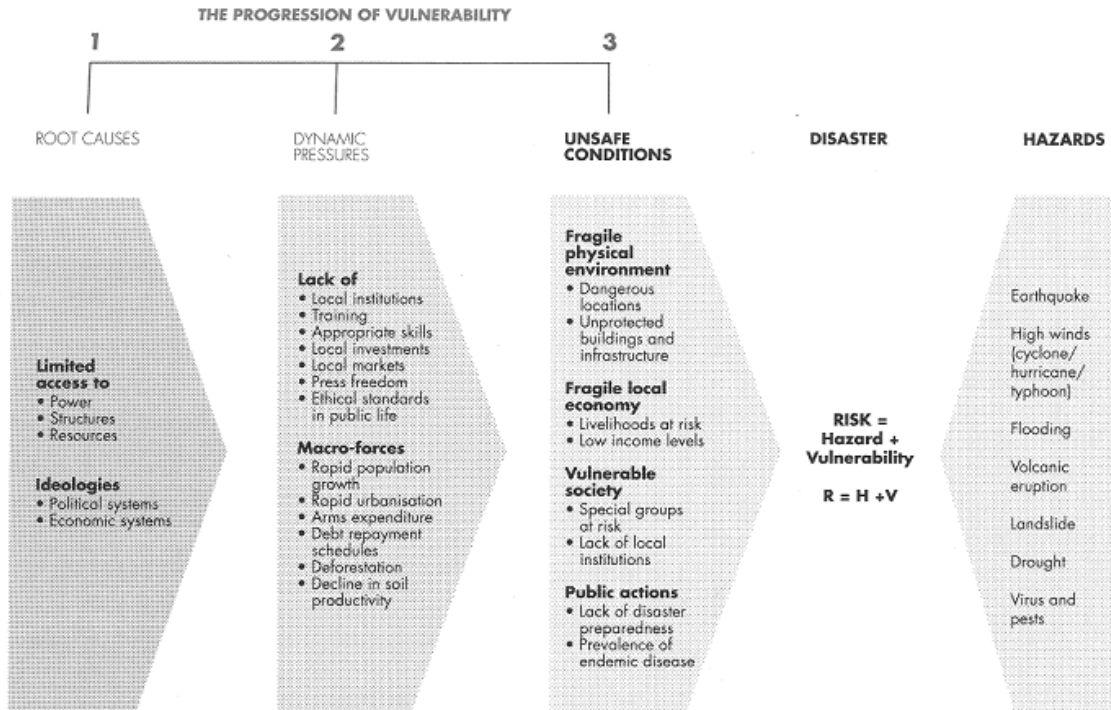 THE PROGRESSION OF VULNERABILITY
1
2
3
ROOT CAUSES
DYNAMIC
PRESSURES
UNSAFE
CONDITIONS
DISASTER
HAZARDS
Limited
access to
• Power
• Structures
• Resources
Ideologies
• Political systems
• Economic systems
Lack of
• Local institutions
• Training
• Appropriate skills
• Local investments
• Local markets
• Press freedom
• Ethical standards
in public life
Macro-forces
• Rapid population
growth
• Rapid urbanisation
• Arms expenditure
• Debt repayment
schedules
• Deforestation
• Decline in soil
productivity
Fragile
physical
environment
• Dangerous
locations
• Unprotected
buildings and
infrastructure
Fragile local
economy
• Livelihoods at risk
• Low income levels
Vulnerable
society
• Special groups
at risk
• Lack of local
institutions
Public actions
• Lack of disaster
preparedness
• Prevalence of
endemic disease
RISK =
Hazard +
Vulnerability
R = H +V
Earthquake
High winds
(cyclone/
hurricane/
typhoon)
Flooding
Volcanic
eruption
Landslide
Drought
Virus and
pests